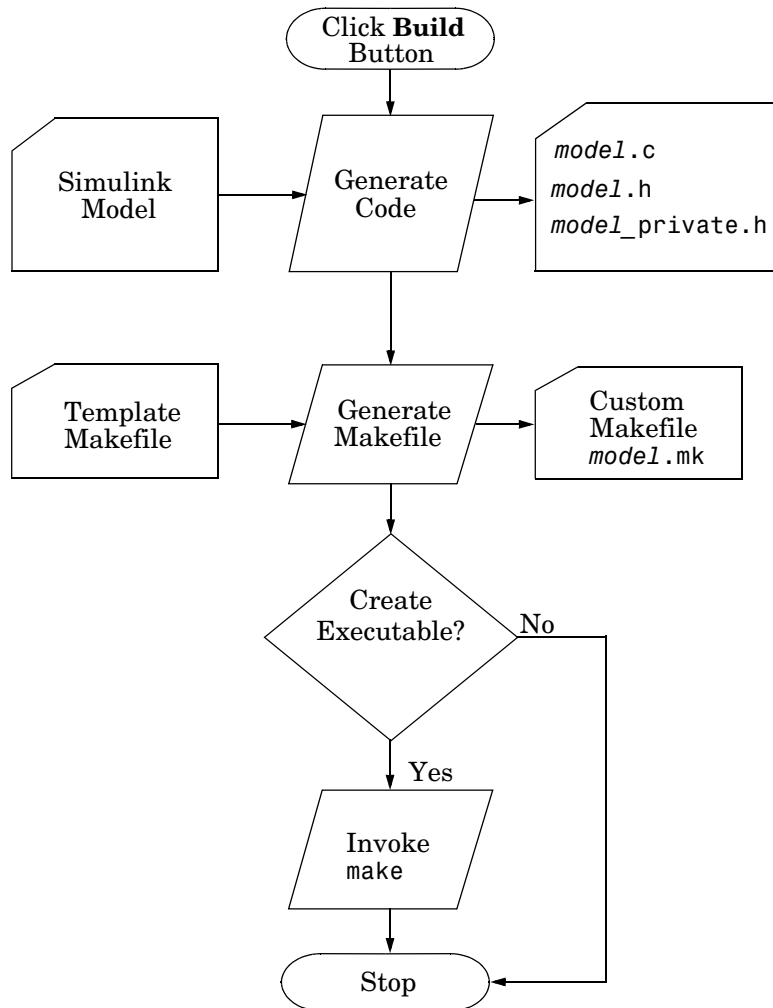 Click Build
Button
Simulink
Model
Generate
Code
model.c
model.h
model_private.h
Template
Makefile
Generate
Makefile
Custom
Makefile
model.mk
Create
Executable?
No
Yes
Invoke
make
Stop